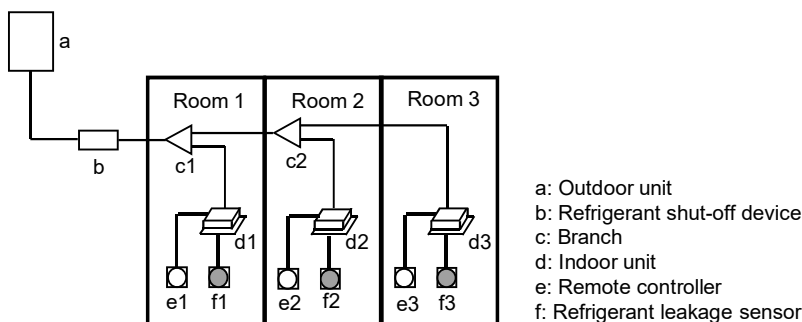 a
Room 1
Room 2
Room 3
b
c1
c2
d1
d2
d3
e1
f1
e2
f2
e3
f3
a: Outdoor unit
b: Refrigerant shut-off device
c: Branch
d: Indoor unit
e: Remote controller
f: Refrigerant leakage sensor